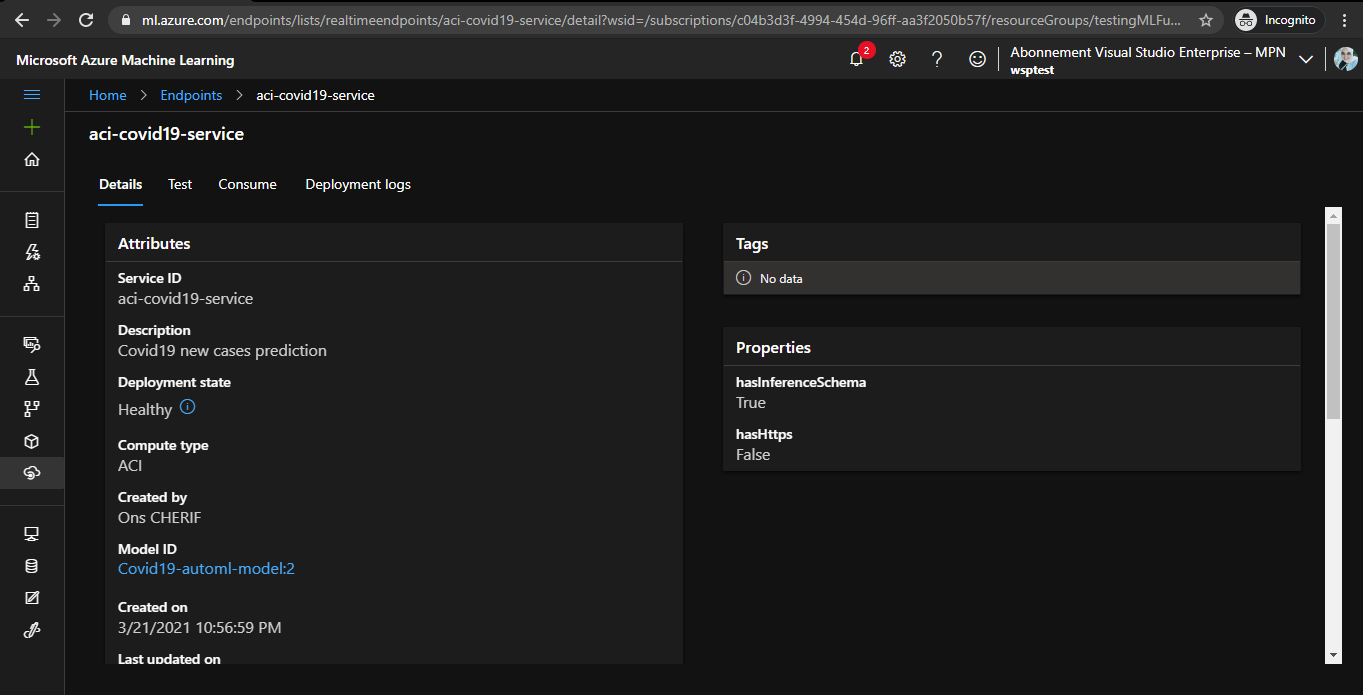 ml.azure.com/endpoints/lists/realtimeendpoints/aci-covid19-service/detail?wsid=/subscriptions/c04b3d3f-4994-454d-96ff-aa3f2050b57f/resourceGroups/testingMLFu...
Incognito
Microsoft Azure Machine Learning
2
Abonnement Visual Studio Enterprise – MPN
wsptest
Home > Endpoints > aci-covid19-service
aci-covid19-service
Details Test Consume Deployment logs
Attributes
Service ID
aci-covid19-service
Description
Covid19 new cases prediction
Deployment state
Healthy
Compute type
ACI
Created by
Ons CHERIF
Model ID
Covid19-automl-model:2
Created on
3/21/2021 10:56:59 PM
Last updated on
Tags
No data
Properties
hasInferenceSchema
True
hasHttps
False